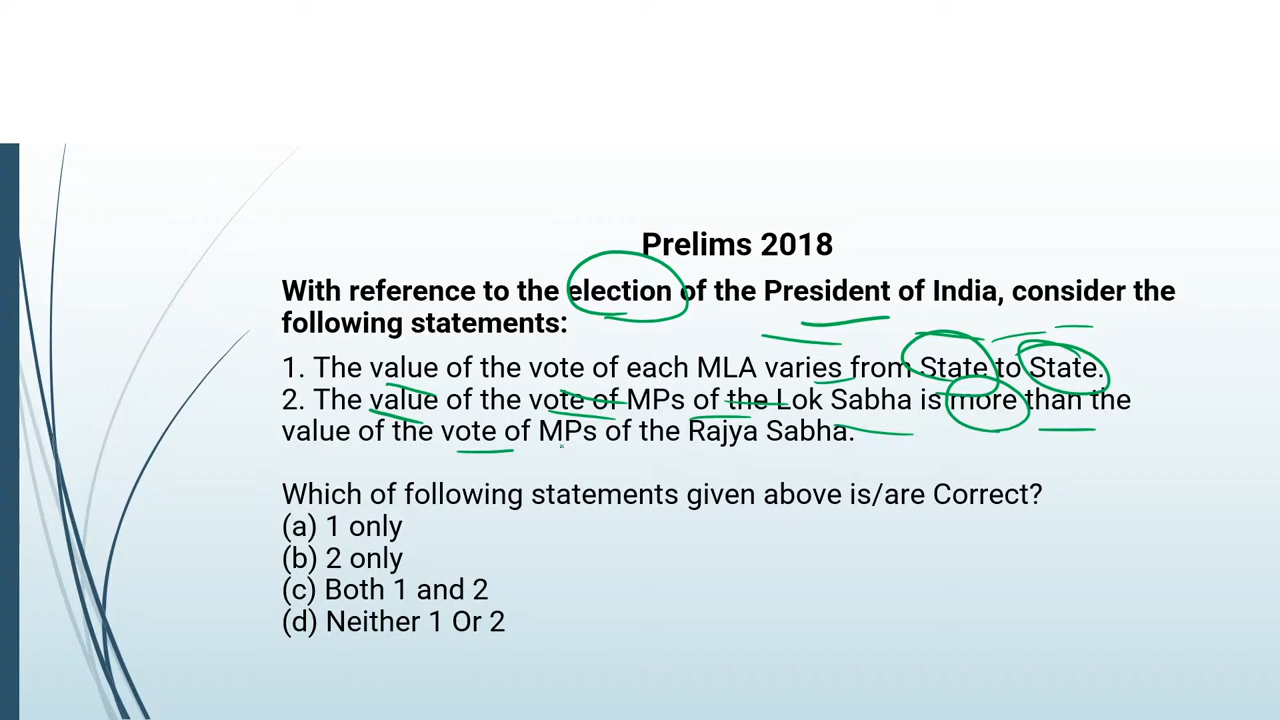 Prelims 2018
With reference to the election of the President of India, consider the
following statements:
1. The value of the vote of each MLA varies from State to State.
2. The value of the vote of MPs of the Lok Sabha is more than the
value of the vote of MPs of the Rajya Sabha.
Which of following statements given above is/are Correct?
(a) 1 only
(b) 2 only
(c) Both 1 and 2
(d) Neither 1 Or 2